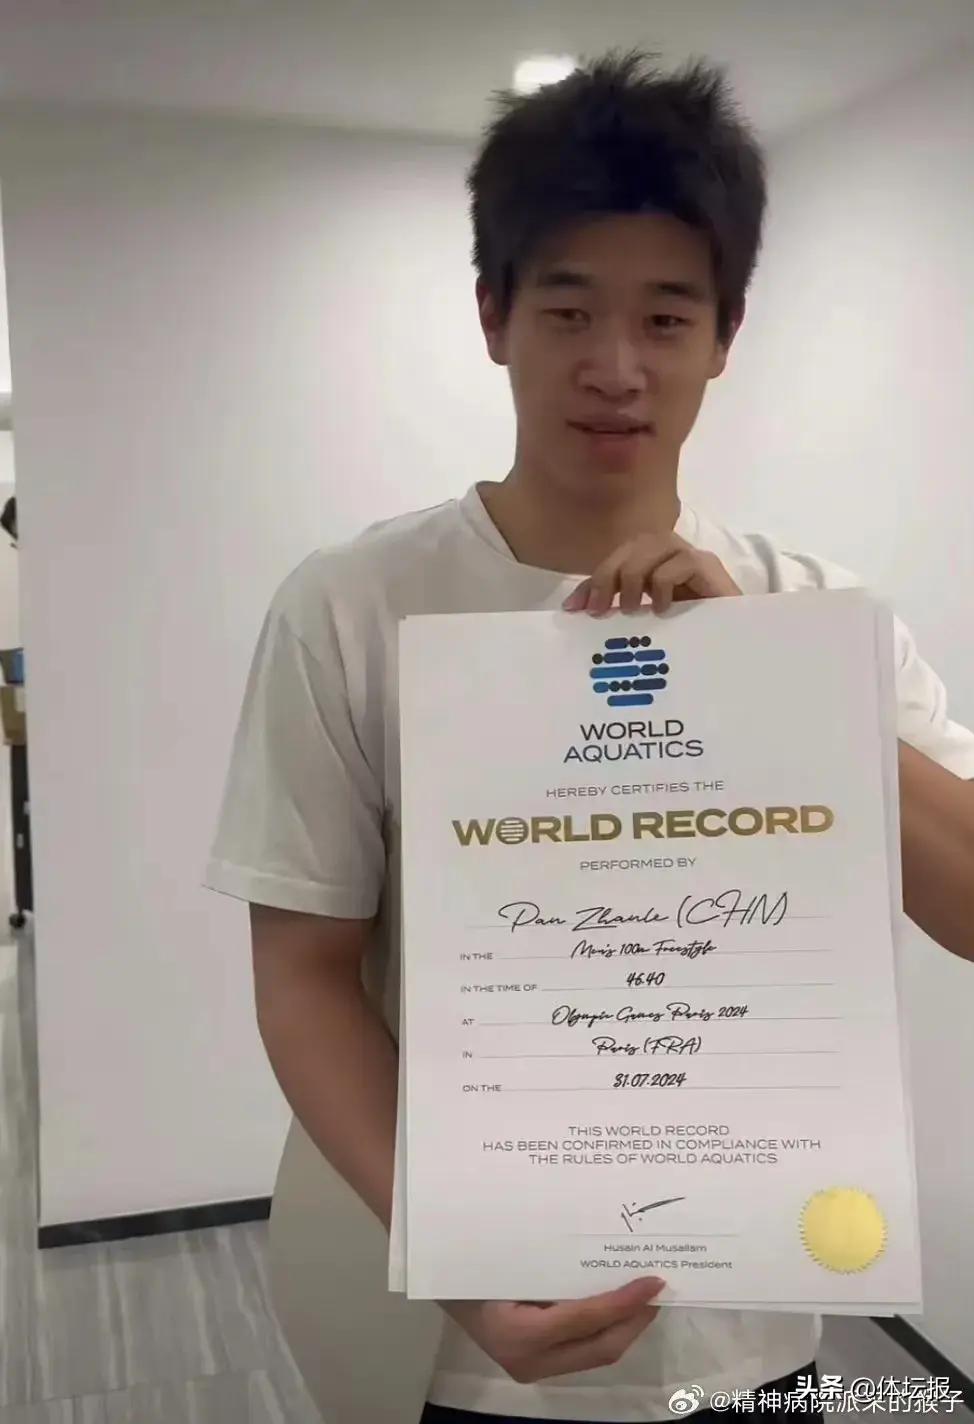 WORLD
AQUATICS
HEREBY CERTIFIES THE
WORLD RECORD
PERFORMED BY
Pan Zhanle (CHN)
IN THE Men's 100m Freestyle
IN THE TIME OF 46.40
AT Olympic Games Paris 2024
IN Paris (FRA)
ON THE 31.07.2024
THIS WORLD RECORD
HAS BEEN CONFIRMED IN COMPLIANCE WITH
THE RULES OF WORLD AQUATICS
Husain Al Musallam
WORLD AQUATICS President
头条 @体坛报
@精神病院派来的猴子